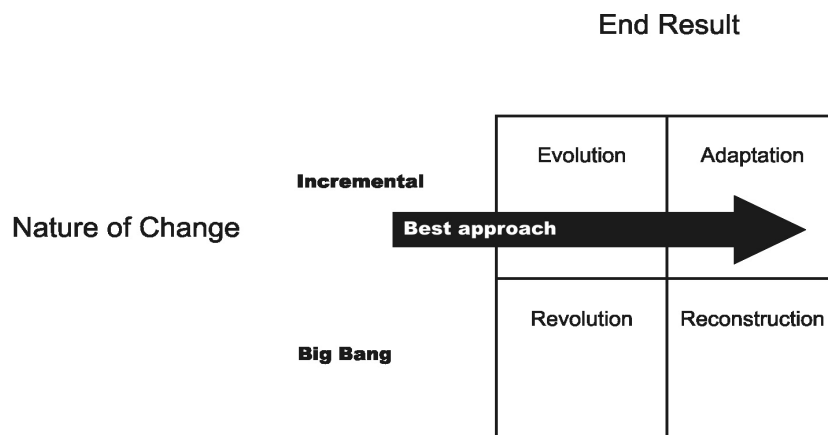 End Result
Evolution
Adaptation
Incremental
Nature of Change
Best approach
Revolution
Reconstruction
Big Bang